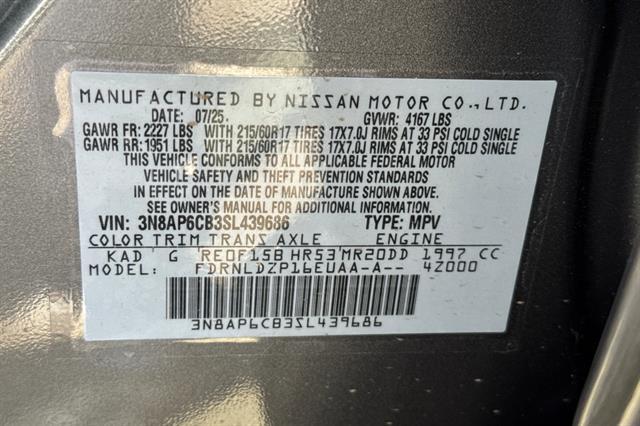 MANUFACTURED BY NISSAN MOTOR CO.,LTD.
DATE: 07/25. GVWR: 4167 LBS
GAWR FR: 2227 LBS WITH 215/60R17 TIRES 17X7.0J RIMS AT 33 PSI COLD SINGLE
GAWR RR: 1951 LBS WITH 215/60R17 TIRES 17X7.0J RIMS AT 33 PSI COLD SINGLE
THIS VEHICLE CONFORMS TO ALL APPLICABLE FEDERAL MOTOR
VEHICLE SAFETY AND THEFT PREVENTION STANDARDS
IN EFFECT ON THE DATE OF MANUFACTURE SHOWN ABOVE.
SEE OWNER'S MANUAL FOR ADDITIONAL INFORMATION.
VIN: 3N8AP6CB3SL439686 TYPE: MPV
COLOR TRIM TRANS AXLE ENGINE
KAD G RE0F15B HR53 MR20DD 1997 CC
MODEL: FDRNLDZP16EUAA-A-- 4Z000
3N8AP6CB3SL439686